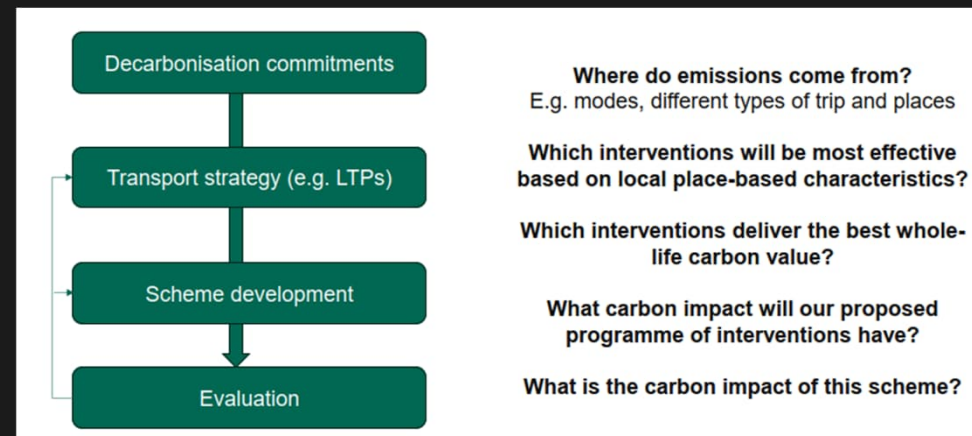 Decarbonisation commitments
Transport strategy (e.g. LTPs)
Scheme development
Evaluation
Where do emissions come from?
E.g. modes, different types of trip and places
Which interventions will be most effective
based on local place-based characteristics?
Which interventions deliver the best whole-
life carbon value?
What carbon impact will our proposed
programme of interventions have?
What is the carbon impact of this scheme?